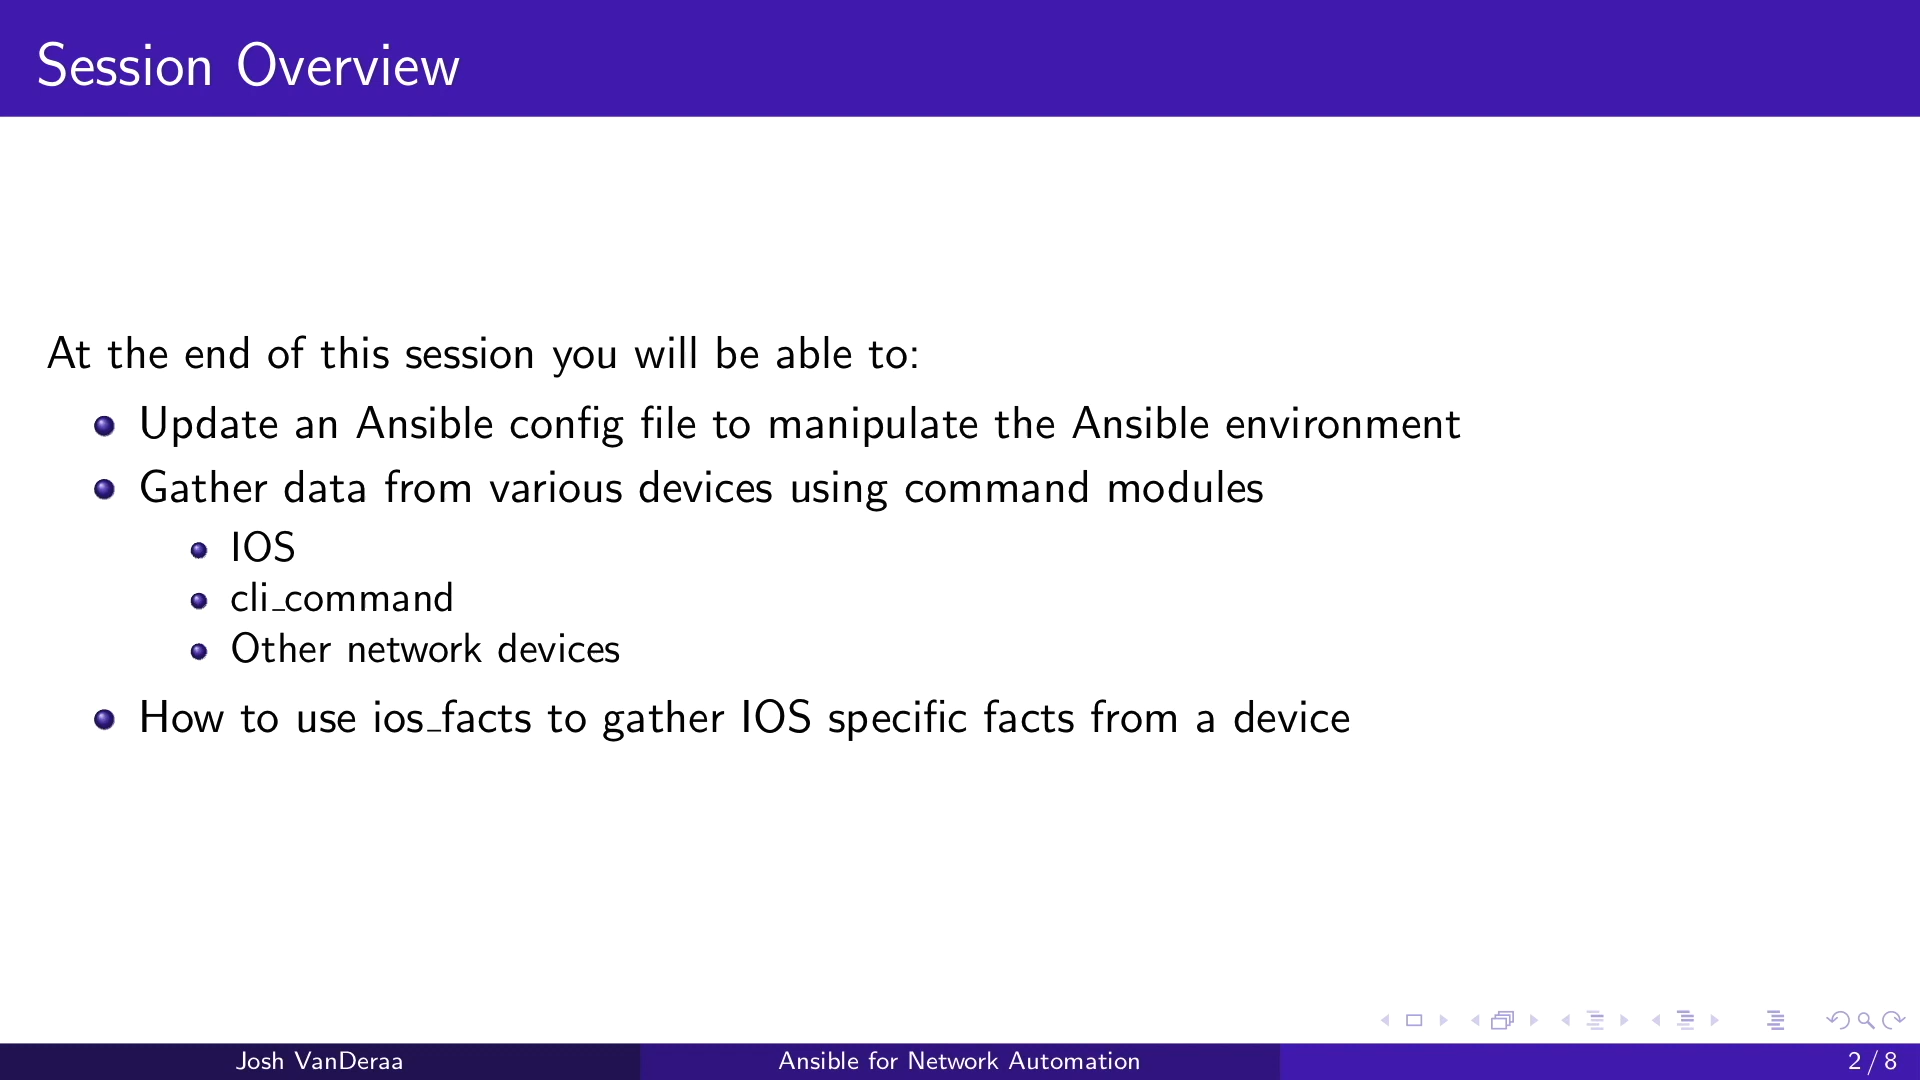 Session Overview
At the end of this session you will be able to:
Update an Ansible config file to manipulate the Ansible environment
Gather data from various devices using command modules
IOS
cli_command
Other network devices
How to use ios_facts to gather IOS specific facts from a device
Josh VanDeraa
Ansible for Network Automation
2 / 8